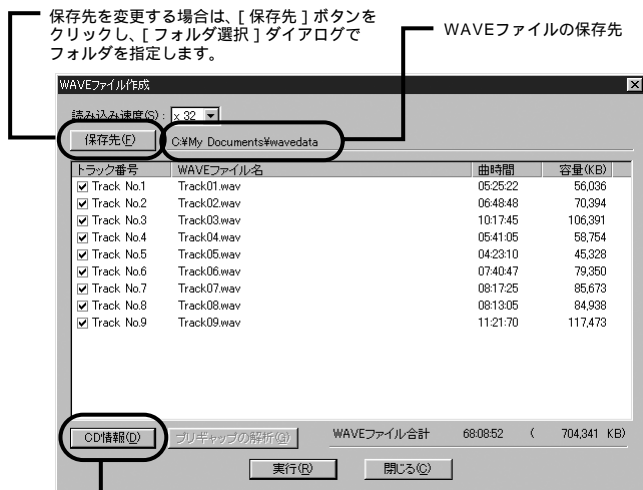 保存先を変更する場合は、[ 保存先 ] ボタンを
クリックし、[ フォルダ選択 ] ダイアログで
フォルダを指定します。
WAVEファイルの保存先
WAVEファイル作成
読み込み速度(S): x 32
保存先(F) C:¥My Documents¥wavedata
トラック番号 WAVEファイル名 曲時間 容量(KB)
Track No.1 Track01.wav 05:25:22 56,036
Track No.2 Track02.wav 06:48:48 70,394
Track No.3 Track03.wav 10:17:45 106,391
Track No.4 Track04.wav 05:41:05 58,754
Track No.5 Track05.wav 04:23:10 45,328
Track No.6 Track06.wav 07:40:47 79,350
Track No.7 Track07.wav 08:17:25 85,673
Track No.8 Track08.wav 08:13:05 84,938
Track No.9 Track09.wav 11:21:70 117,473
CD情報(D) プリギャップの解析(G) WAVEファイル合計 68:08:52 ( 704,341 KB)
実行(R) 閉じる(C)